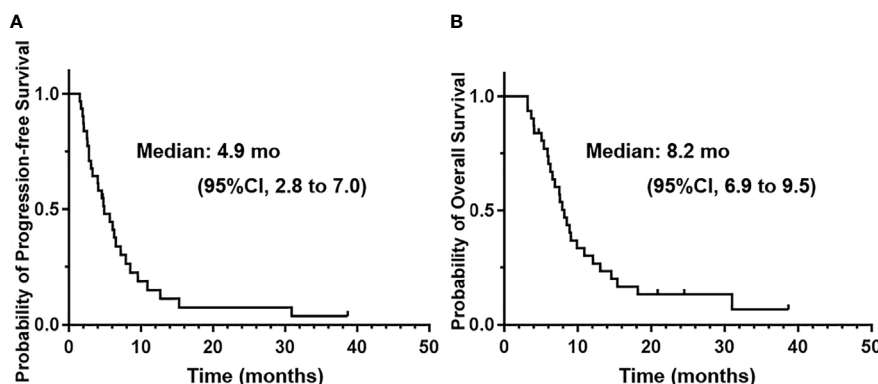 A
Probability of Progression-free Survival
1.0
0.5
0.0
Median: 4.9 mo
(95%CI, 2.8 to 7.0)
0 10 20 30 40 50
Time (months)
B
Probability of Overall Survival
1.0
0.5
0.0
Median: 8.2 mo
(95%CI, 6.9 to 9.5)
0 10 20 30 40 50
Time (months)